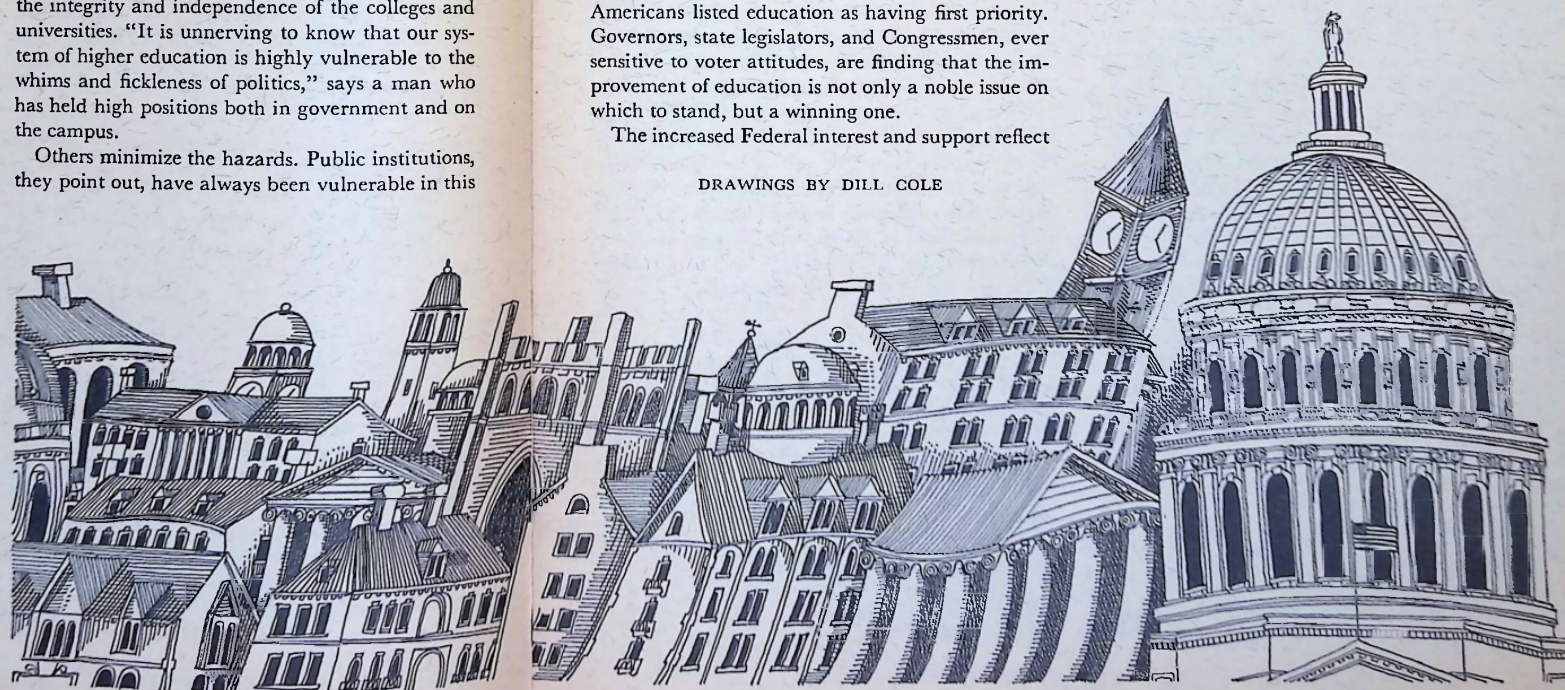 the integrity and independence of the colleges and
universities. “It is unnerving to know that our sys-
tem of higher education is highly vulnerable to the
whims and fickleness of politics,” says a man who
has held high positions both in government and on
the campus.
Others minimize the hazards. Public institutions,
they point out, have always been vulnerable in this
Americans listed education as having first priority.
Governors, state legislators, and Congressmen, ever
sensitive to voter attitudes, are finding that the im-
provement of education is not only a noble issue on
which to stand, but a winning one.
The increased Federal interest and support reflect
DRAWINGS BY DILL COLE